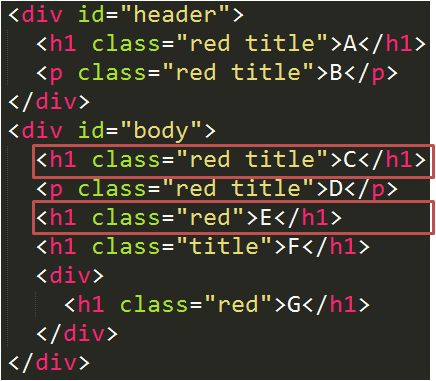 <div id="header">
<h1 class="red title">A</h1>
<p class="red title">B</p>
</div>
<div id="body">
<h1 class="red title">C</h1>
<p class="red title">D</p>
<h1 class="red">E</h1>
<h1 class="title">F</h1>
<div>
<h1 class="red">G</h1>
</div>
</div>